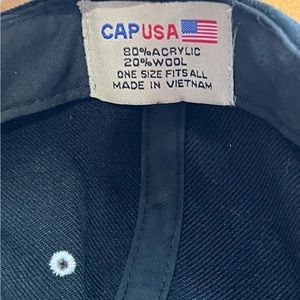 CAPUSA
80%ACRYLIC
20%WOOL
ONE SIZE FITS ALL
MADE IN VIETNAM